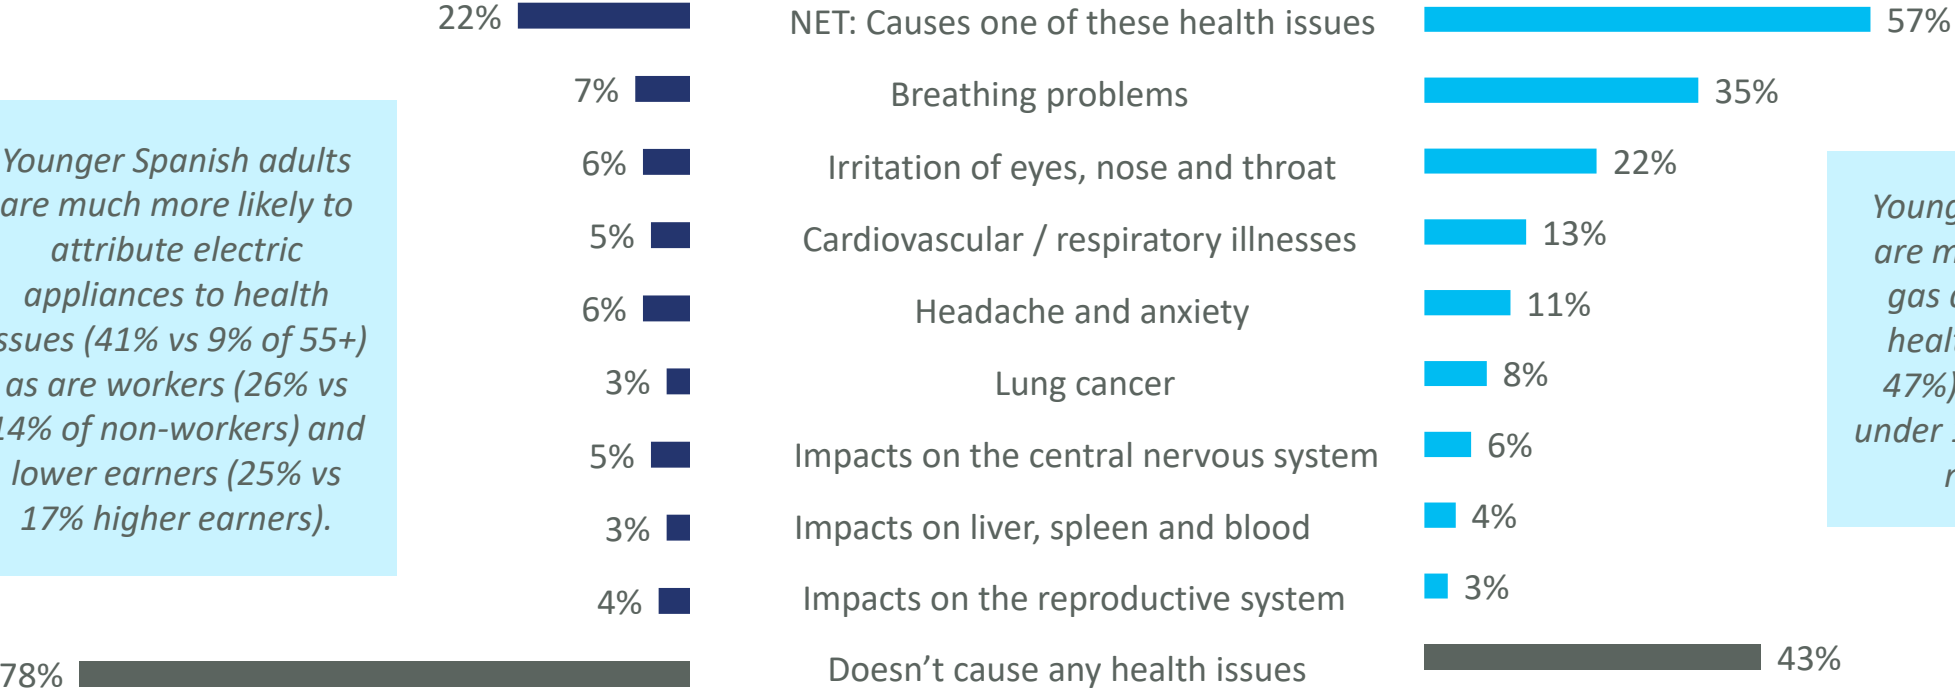 22% NET: Causes one of these health issues 57%
7% Breathing problems 35%
6% Irritation of eyes, nose and throat 22%
5% Cardiovascular / respiratory illnesses 13%
6% Headache and anxiety 11%
3% Lung cancer 8%
5% Impacts on the central nervous system 6%
3% Impacts on liver, spleen and blood 4%
4% Impacts on the reproductive system 3%
78% Doesn’t cause any health issues 43%
Younger Spanish adults
are much more likely to
attribute electric
appliances to health
issues (41% vs 9% of 55+)
as are workers (26% vs
14% of non-workers) and
lower earners (25% vs
17% higher earners).
are
gas
47%)
under